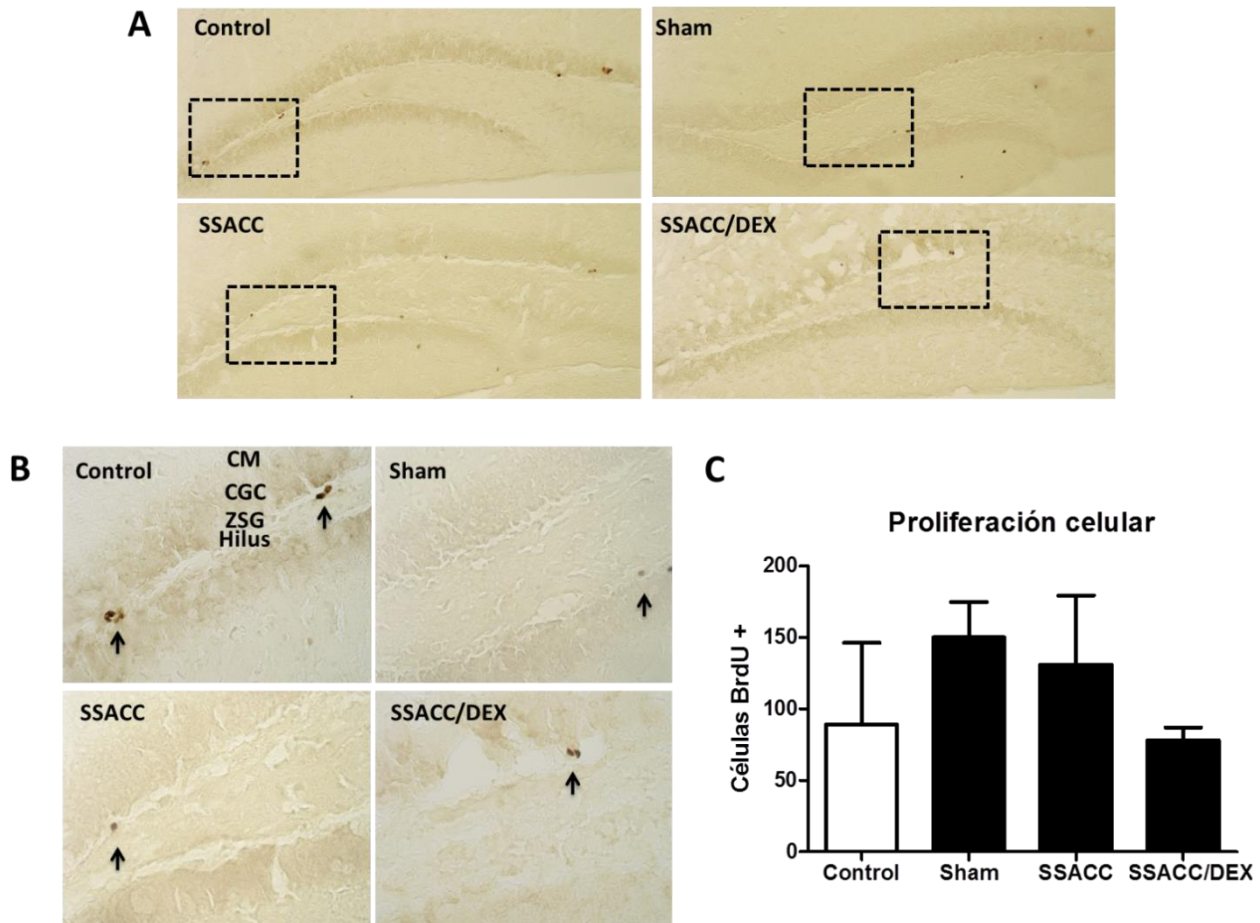 A
Control
Sham
SSACC
SSACC/DEX
B
Control
CM
CGC
ZSG
Hilus
Sham
SSACC
SSACC/DEX
C
Proliferación celular
Células BrdU +
200
150
100
50
0
Control
Sham
SSACC
SSACC/DEX